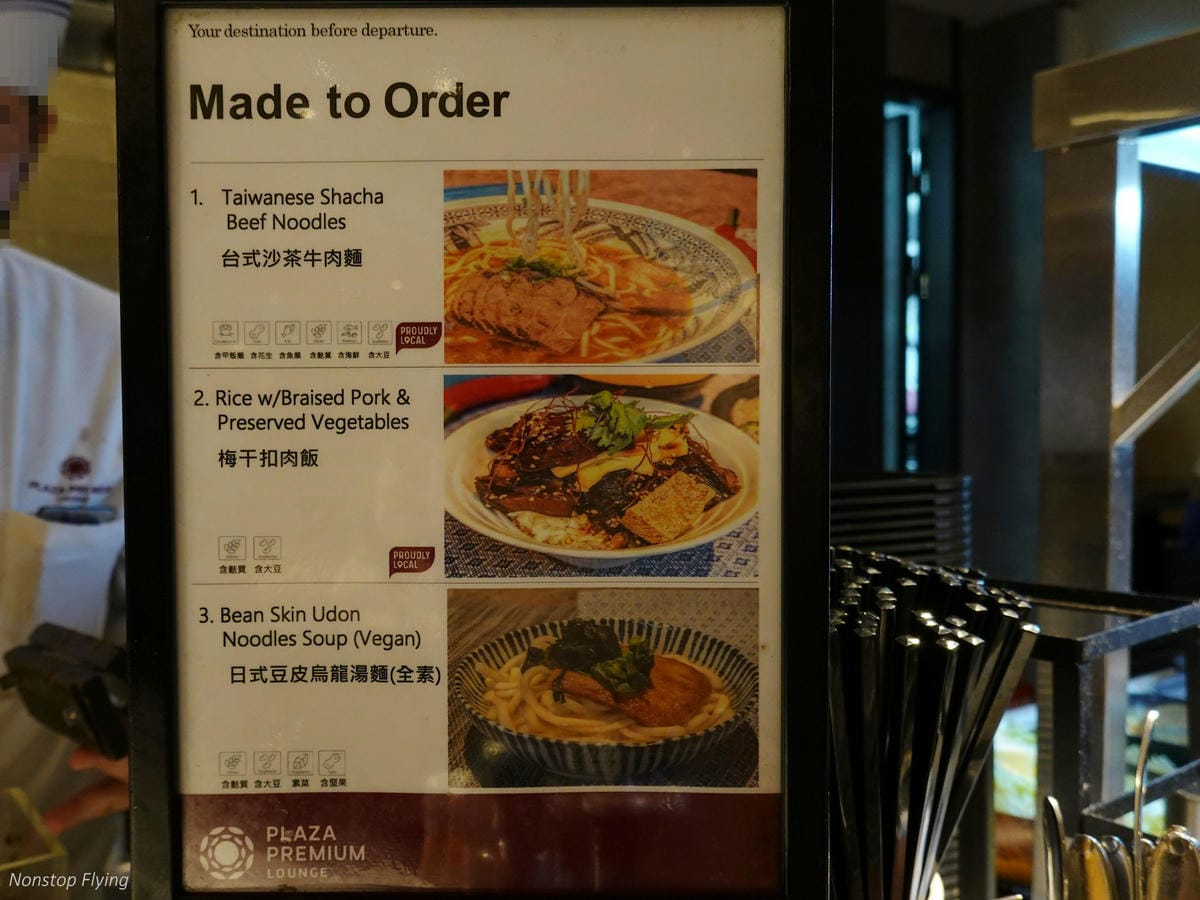 Your destination before departure.
Made to Order
1. Taiwanese Shacha
Beef Noodles
台式沙茶牛肉麵
含甲殼類 含花生 含魚類 含麩質 含海鮮 含大豆
PROUDLY
LOCAL
2. Rice w/Braised Pork &
Preserved Vegetables
梅干扣肉飯
含麩質 含大豆
PROUDLY
LOCAL
3. Bean Skin Udon
Noodles Soup (Vegan)
日式豆皮烏龍湯麵(全素)
含麩質 含大豆 素菜 含堅果
PLAZA
PREMIUM
LOUNGE
PLAZA PREMIUM
Nonstop Flying